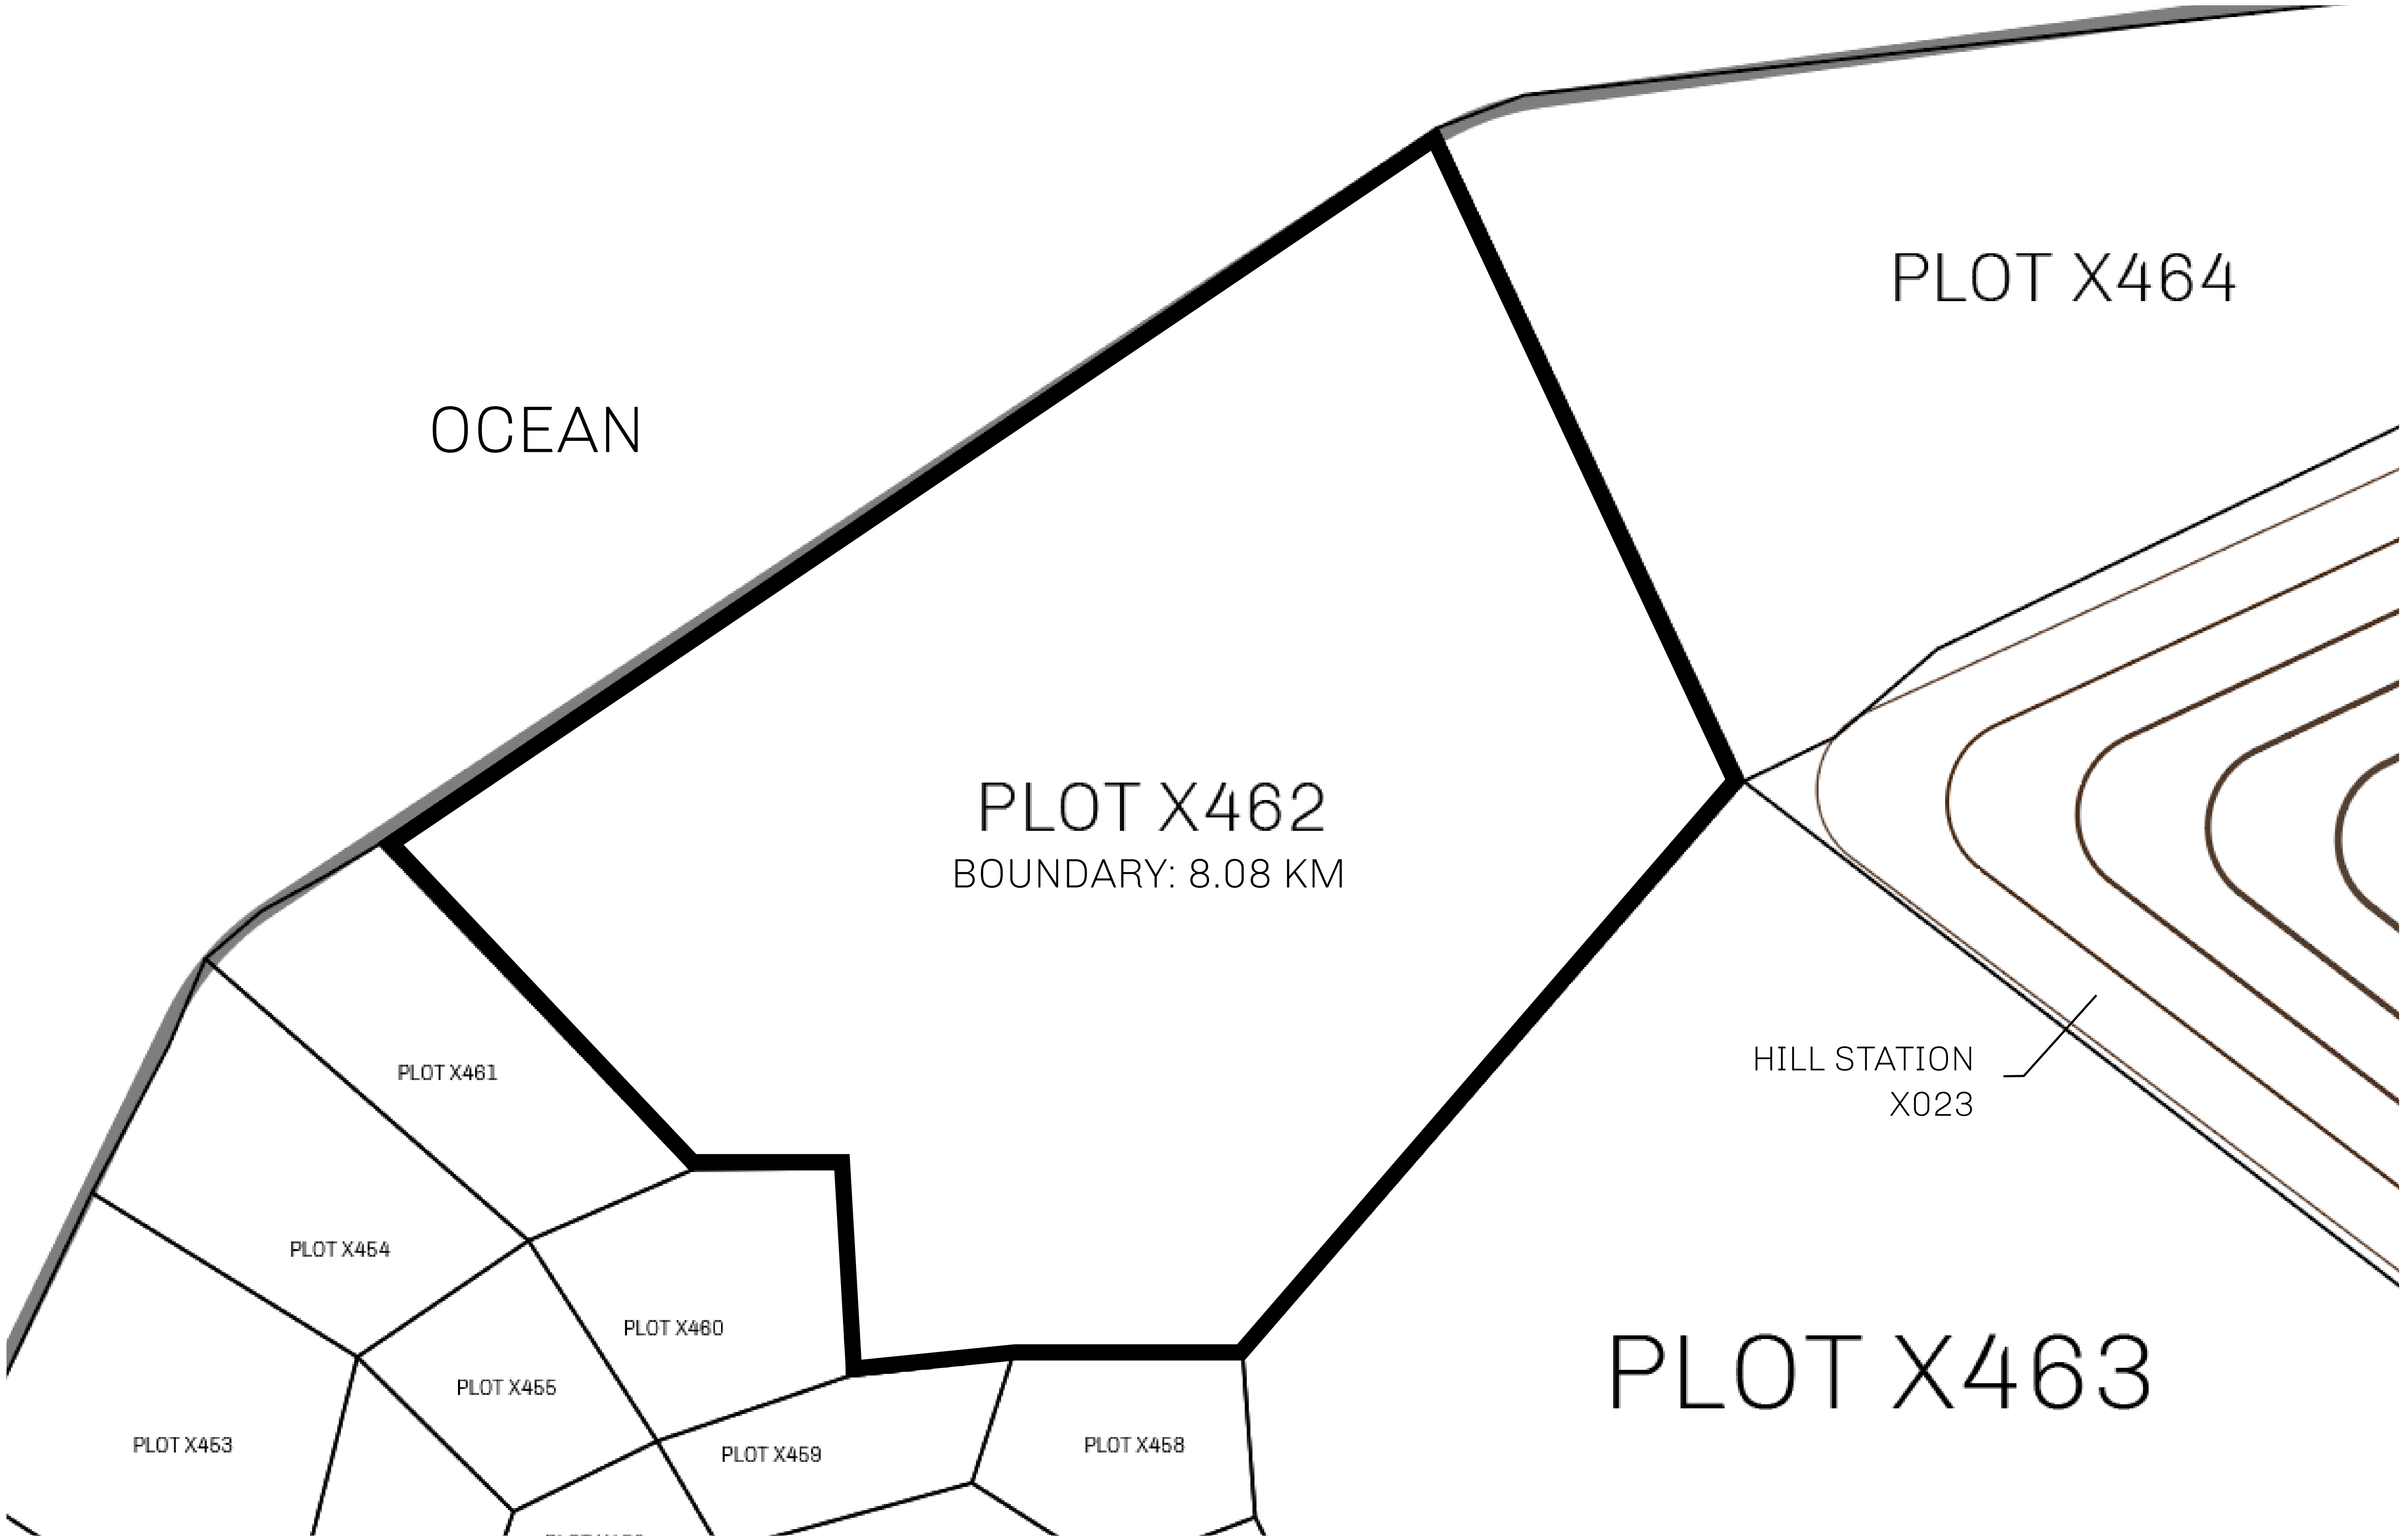 PLOT X464
OCEAN
PLOT X462
BOUNDARY: 8.08 KM
HILL STATION
X023
PLOT X461
PLOT X454
PLOT X460
PLOT X463
PLOT X455
PLOT X453
PLOT X459
PLOT X458